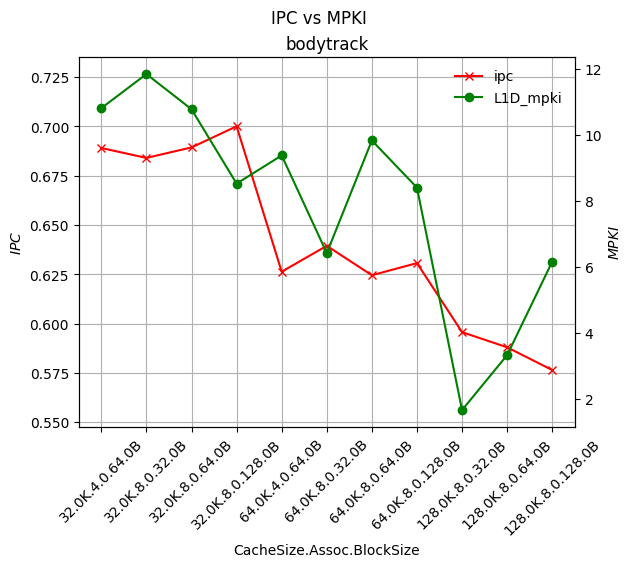 IPC vs MPKI
bodytrack
ipc
L1D_mpki
0.725
0.700
0.675
0.650
0.625
0.600
0.575
0.550
IPC
12
10
8
6
4
2
MPKI
32.0K.4.0.64.0B
32.0K.8.0.32.0B
32.0K.8.0.64.0B
32.0K.8.0.128.0B
64.0K.4.0.64.0B
64.0K.8.0.32.0B
64.0K.8.0.64.0B
64.0K.8.0.128.0B
128.0K.8.0.32.0B
128.0K.8.0.64.0B
128.0K.8.0.128.0B
CacheSize.Assoc.BlockSize